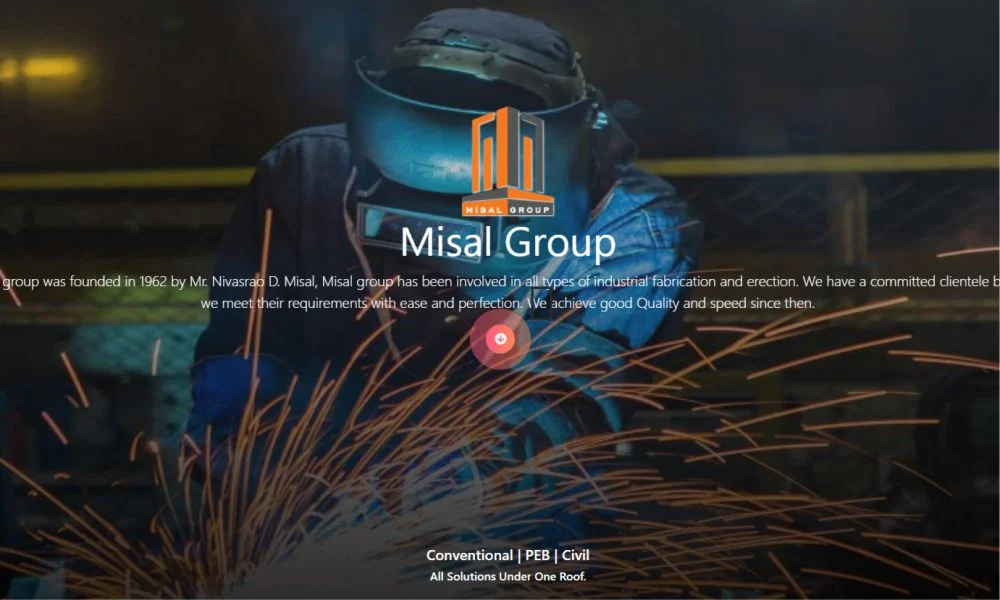 MISAL GROUP
Misal Group
group was founded in 1962 by Mr. Nivasrao D. Misal, Misal group has been involved in all types of industrial fabrication and erection. We have a committed clientele b
we meet their requirements with ease and perfection. We achieve good Quality and speed since then.
Conventional | PEB | Civil
All Solutions Under One Roof.